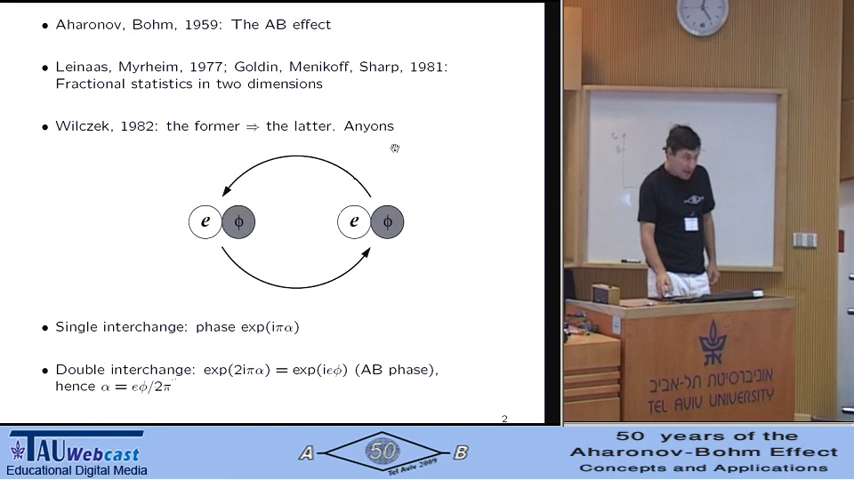 • Aharonov, Bohm, 1959: The AB effect
• Leinaas, Myrheim, 1977; Goldin, Menikoff, Sharp, 1981:
Fractional statistics in two dimensions
• Wilczek, 1982: the former ⇒ the latter. Anyons
e ϕ e ϕ
• Single interchange: phase exp(iπα)
• Double interchange: exp(2iπα) = exp(ieϕ) (AB phase),
hence α = eϕ/2π
2
אוניברסיטת תל-אביב
TEL AVIV UNIVERSITY
TAU Webcast
Educational Digital Media
A 50 B
Tel Aviv 2009
50 years of the
Aharonov-Bohm Effect
Concepts and Applications